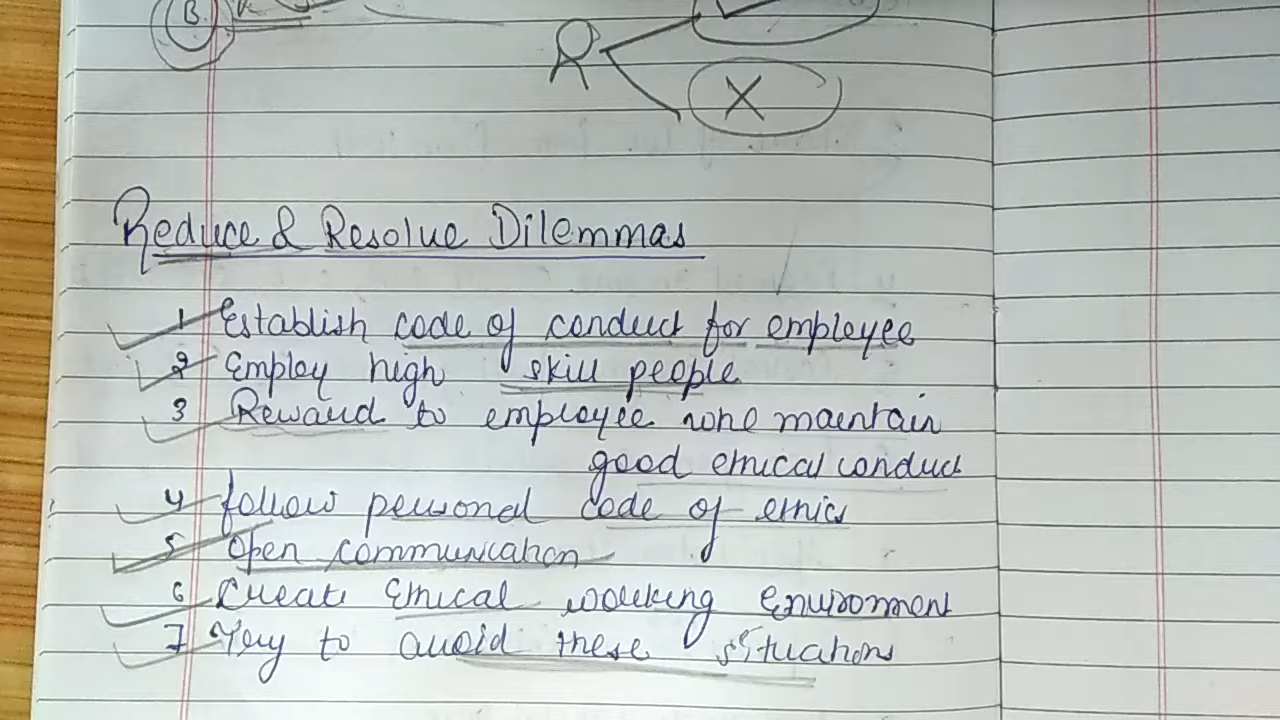 B
X
Reduce & Resolve Dilemmas
1 Establish code of conduct for employee
2 Employ high skill people
3 Reward to employee who maintain
good ethical conduct
4 follow personal code of ethics
5 Open communication
6 Create Ethical working Enviroment
7 Try to avoid these situations